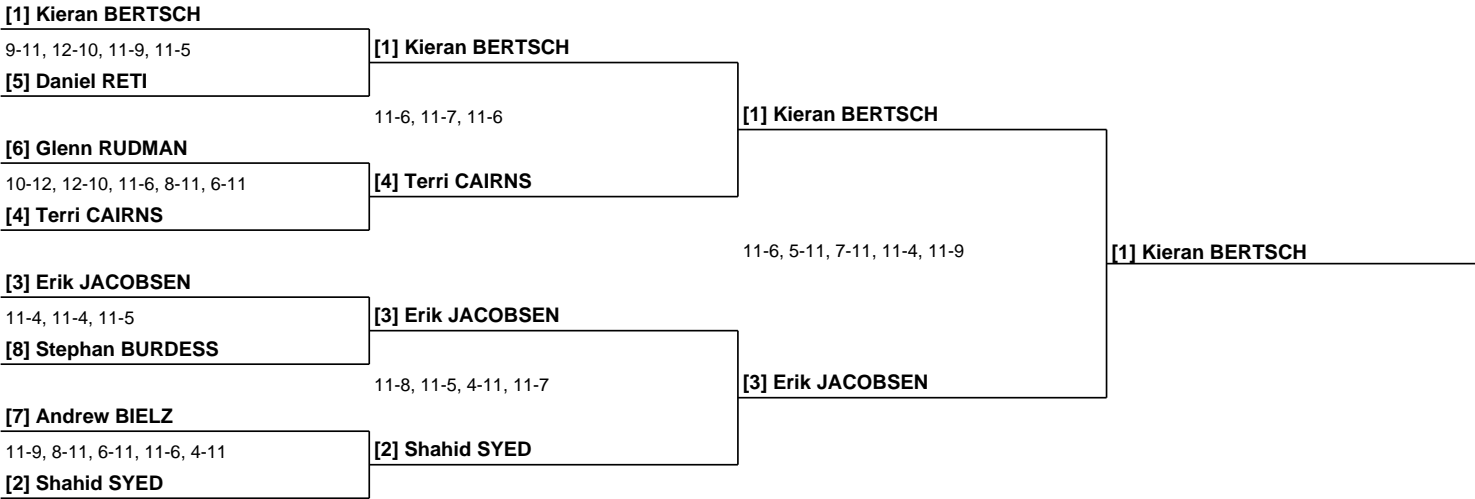 [1] Kieran BERTSCH
9-11, 12-10, 11-9, 11-5
[5] Daniel RETI
[6] Glenn RUDMAN
10-12, 12-10, 11-6, 8-11, 6-11
[4] Terri CAIRNS
[3] Erik JACOBSEN
11-4, 11-4, 11-5
[8] Stephan BURDESS
[7] Andrew BIELZ
11-9, 8-11, 6-11, 11-6, 4-11
[2] Shahid SYED
[1] Kieran BERTSCH
11-6, 11-7, 11-6
[4] Terri CAIRNS
[3] Erik JACOBSEN
11-8, 11-5, 4-11, 11-7
[2] Shahid SYED
[1] Kieran BERTSCH
11-6, 5-11, 7-11, 11-4, 11-9
[3] Erik JACOBSEN
[1] Kieran BERTSCH